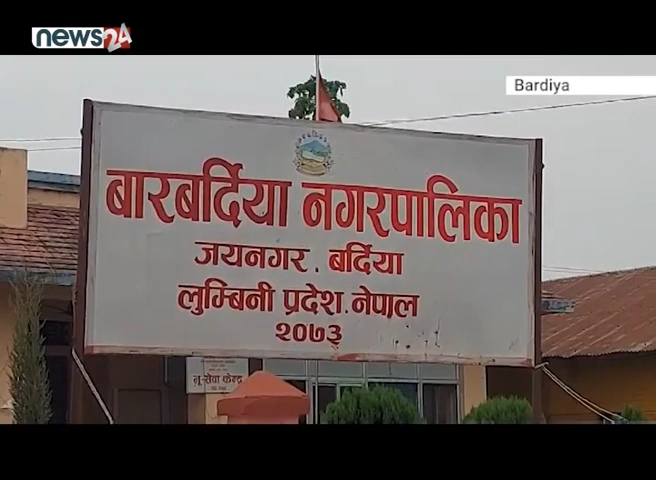 news24
Bardiya
बारबर्दिया नगरपालिका
जयनगर, बर्दिया
लुम्बिनी प्रदेश, नेपाल
२०७३
भू-सेवा केन्द्र